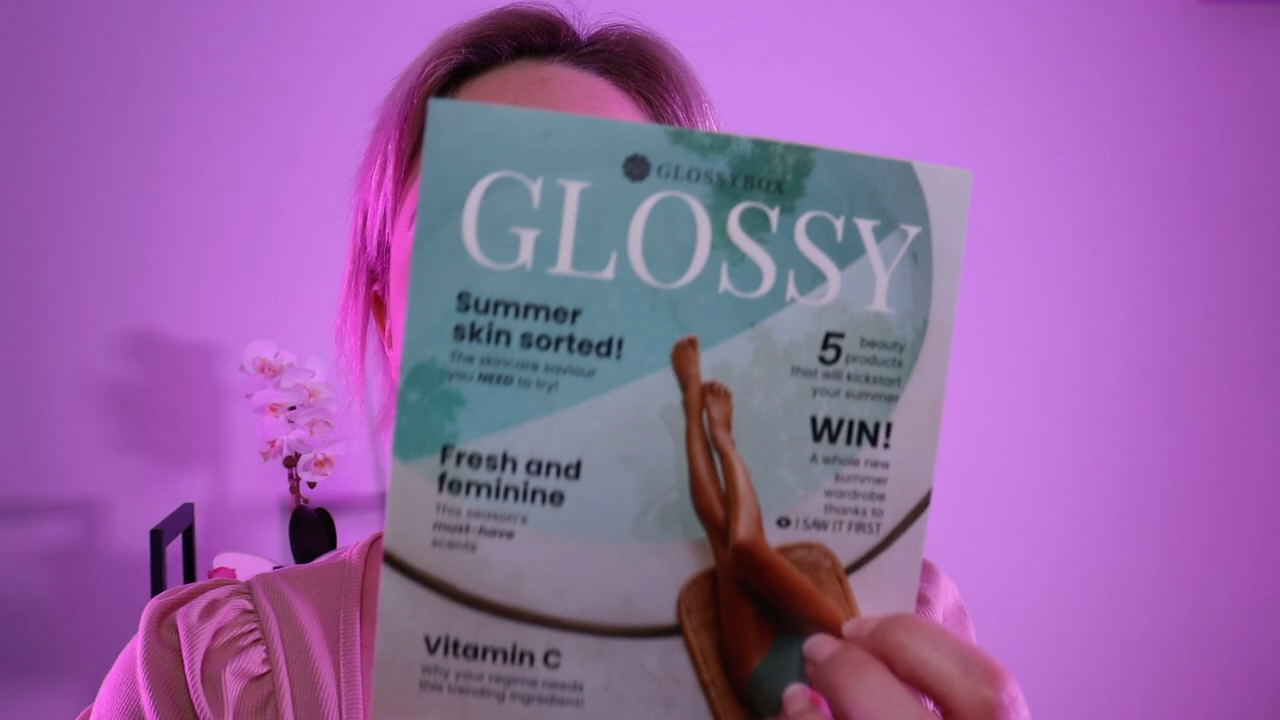 GLOSSYBOX
GLOSSY
Summer
skin sorted!
The skincare saviour
you NEED to try!
5 beauty
products
that will kickstart
your summer
WIN!
A whole new
summer
wardrobe
thanks to
I SAW IT FIRST
Fresh and
feminine
This season's
must-have
scents
Vitamin C
Why your regime needs
this trending ingredient!